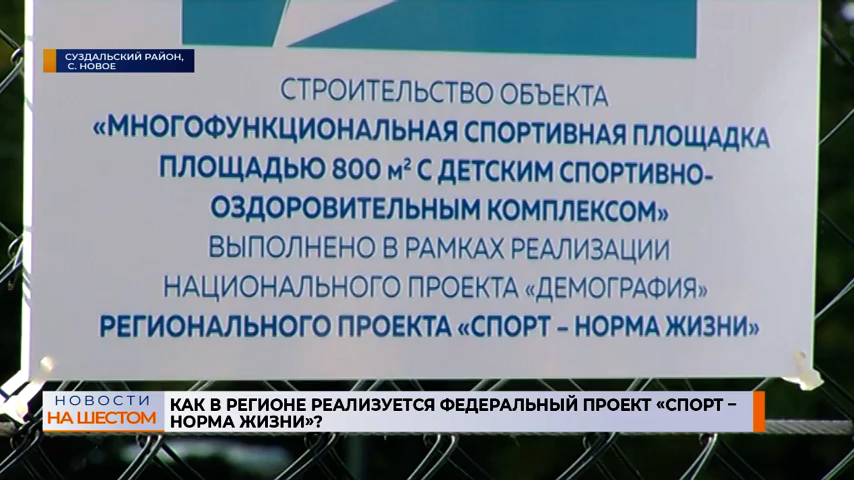 СУЗДАЛЬСКИЙ РАЙОН,
С. НОВОЕ
СТРОИТЕЛЬСТВО ОБЪЕКТА
«МНОГОФУНКЦИОНАЛЬНАЯ СПОРТИВНАЯ ПЛОЩАДКА
ПЛОЩАДЬЮ 800 м² С ДЕТСКИМ СПОРТИВНО-
ОЗДОРОВИТЕЛЬНЫМ КОМПЛЕКСОМ»
ВЫПОЛНЕНО В РАМКАХ РЕАЛИЗАЦИИ
НАЦИОНАЛЬНОГО ПРОЕКТА «ДЕМОГРАФИЯ»
РЕГИОНАЛЬНОГО ПРОЕКТА «СПОРТ – НОРМА ЖИЗНИ»
НОВОСТИ
НА ШЕСТОМ
КАК В РЕГИОНЕ РЕАЛИЗУЕТСЯ ФЕДЕРАЛЬНЫЙ ПРОЕКТ «СПОРТ –
НОРМА ЖИЗНИ»?